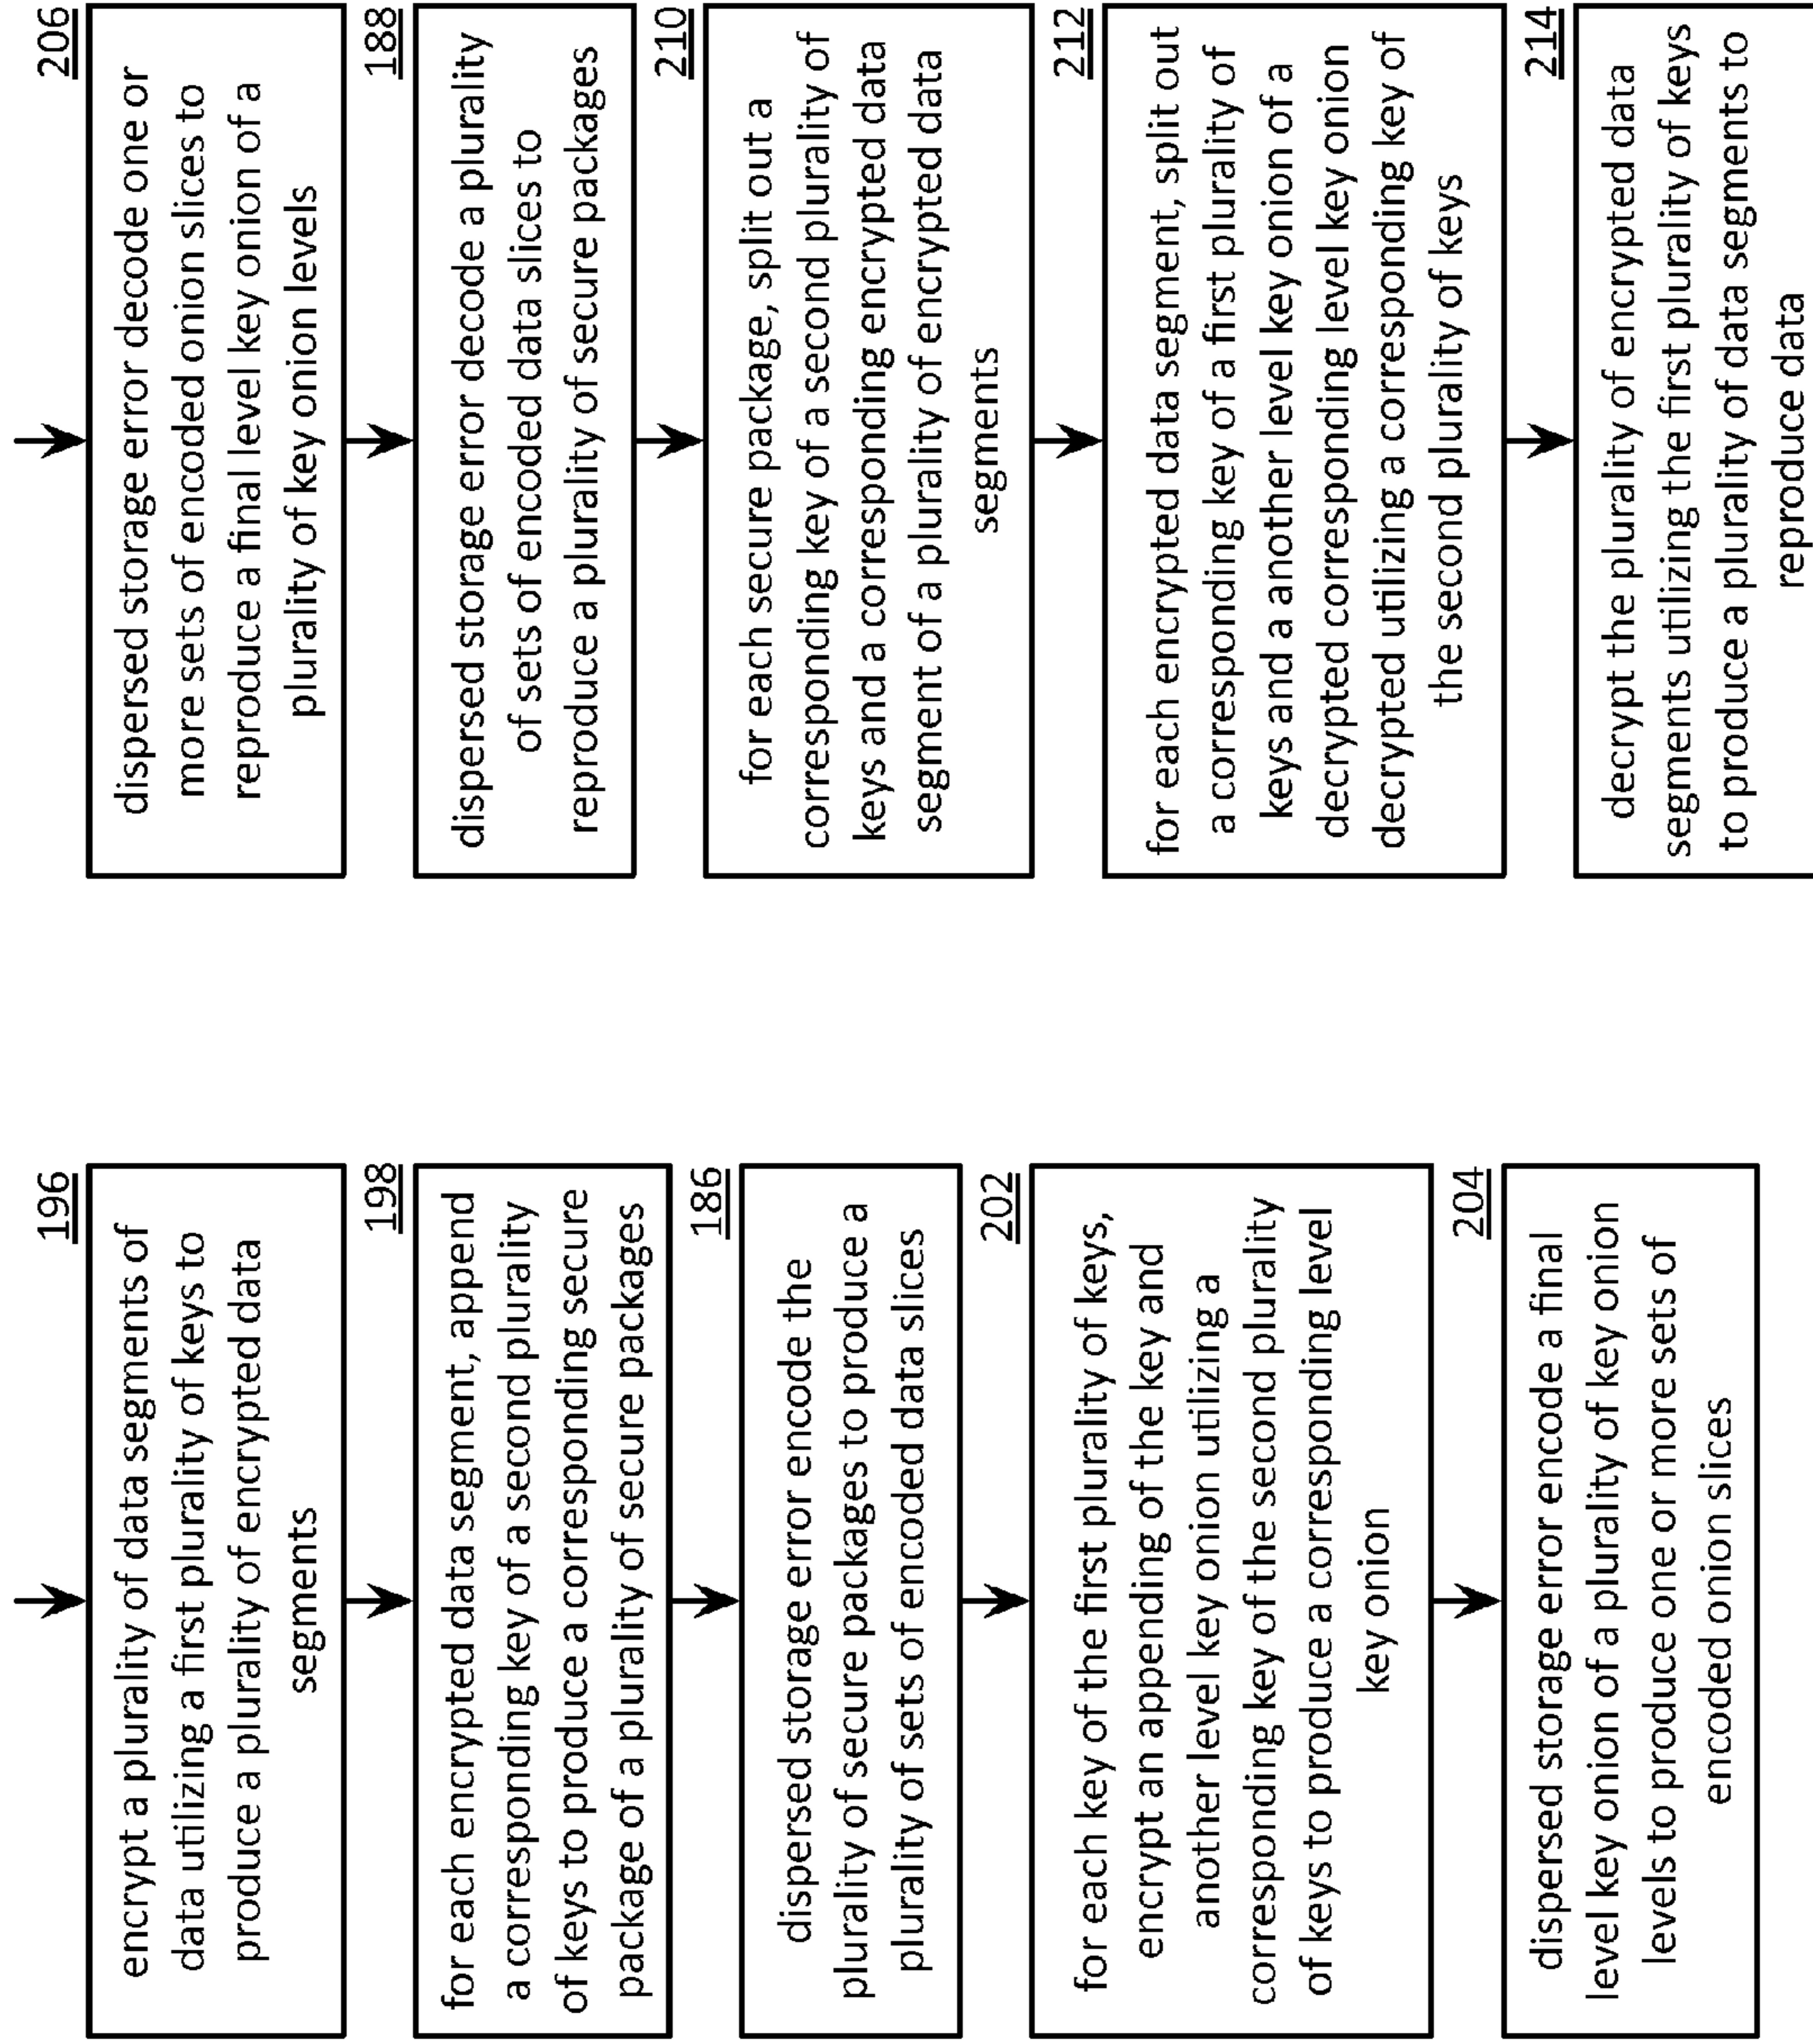 196
encrypt a plurality of data segments of
data utilizing a first plurality of keys to
produce a plurality of encrypted data
segments
198
for each encrypted data segment, append
a corresponding key of a second plurality
of keys to produce a corresponding secure
package of a plurality of secure packages
186
dispersed storage error encode the
plurality of secure packages to produce a
plurality of sets of encoded data slices
202
for each key of the first plurality of keys,
encrypt an appending of the key and
another level key onion utilizing a
corresponding key of the second plurality
of keys to produce a corresponding level
key onion
204
dispersed storage error encode a final
level key onion of a plurality of key onion
levels to produce one or more sets of
encoded onion slices
206
dispersed storage error decode one or
more sets of encoded onion slices to
reproduce a final level key onion of a
plurality of key onion levels
188
dispersed storage error decode a plurality
of sets of encoded data slices to
reproduce a plurality of secure packages
210
for each secure package, split out a
corresponding key of a second plurality of
keys and a corresponding encrypted data
segment of a plurality of encrypted data
segments
212
for each encrypted data segment, split out
a corresponding key of a first plurality of
keys and a another level key onion of a
decrypted corresponding level key onion
decrypted utilizing a corresponding key of
the second plurality of keys
214
decrypt the plurality of encrypted data
segments utilizing the first plurality of keys
to produce a plurality of data segments to
reproduce data